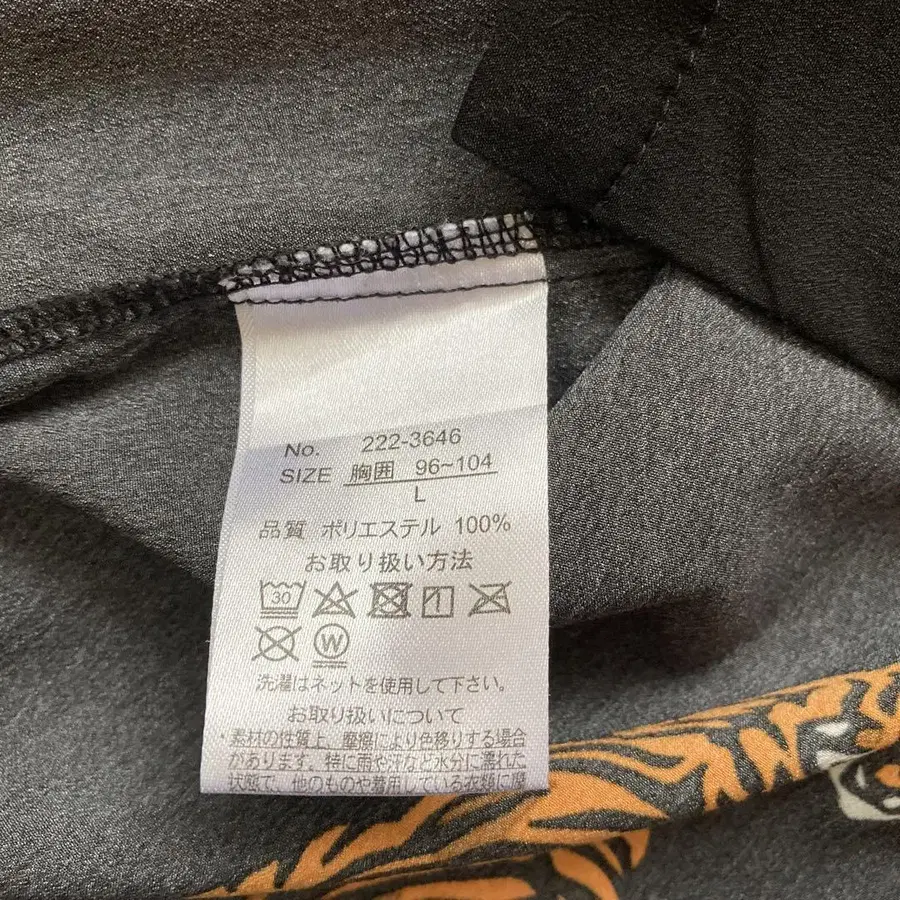 No. 222-3646
SIZE 胸囲 96~104
L
品質 ポリエステル 100%
お取り扱い方法
30
W
洗濯はネットを使用して下さい。
お取り扱いについて
・素材の性質上、摩擦により色移りする場合
があります。特に雨や汗など水分に濡れた
状態で、他のものや着用している衣類に摩